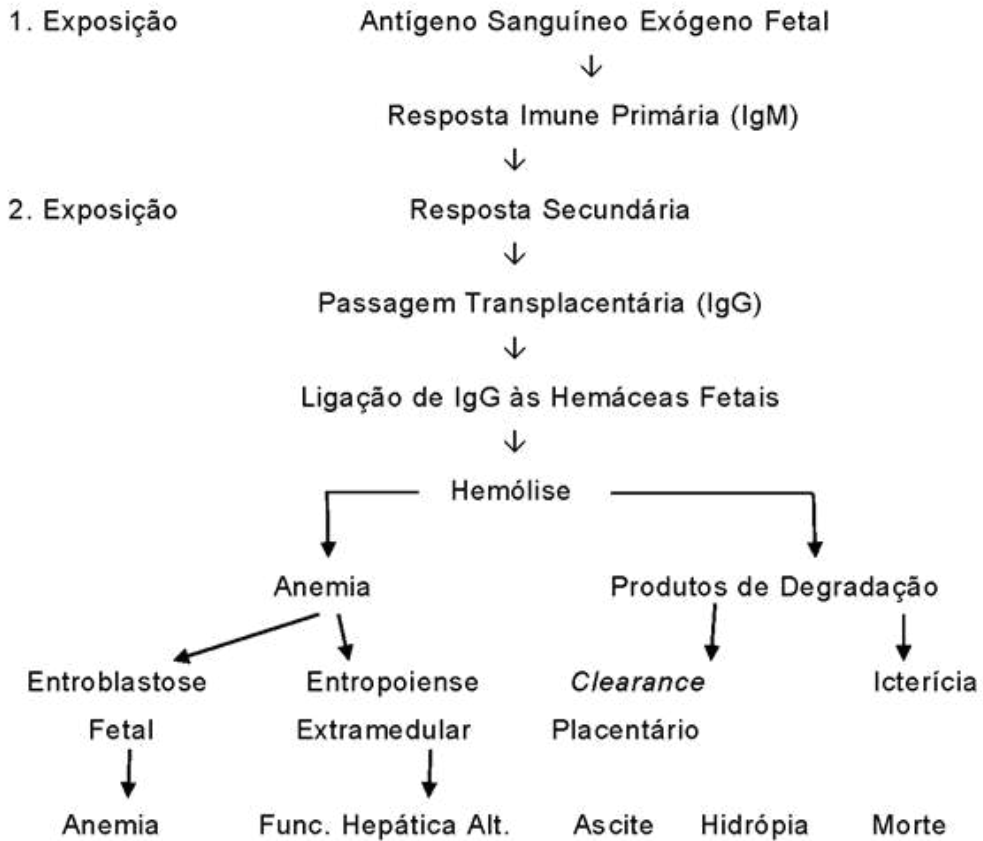 1. Exposição Antígeno Sanguíneo Exógeno Fetal
Resposta Imune Primária (IgM)
2. Exposição Resposta Secundária
Passagem Transplacentária (IgG)
Ligação de IgG às Hemáceas Fetais
Hemólise
Anemia Produtos de Degradação
Entroblastose Entropoiense Clearance Icterícia
Fetal Extramedular Placentário
Anemia Func. Hepática Alt. Ascite Hidrópia Morte